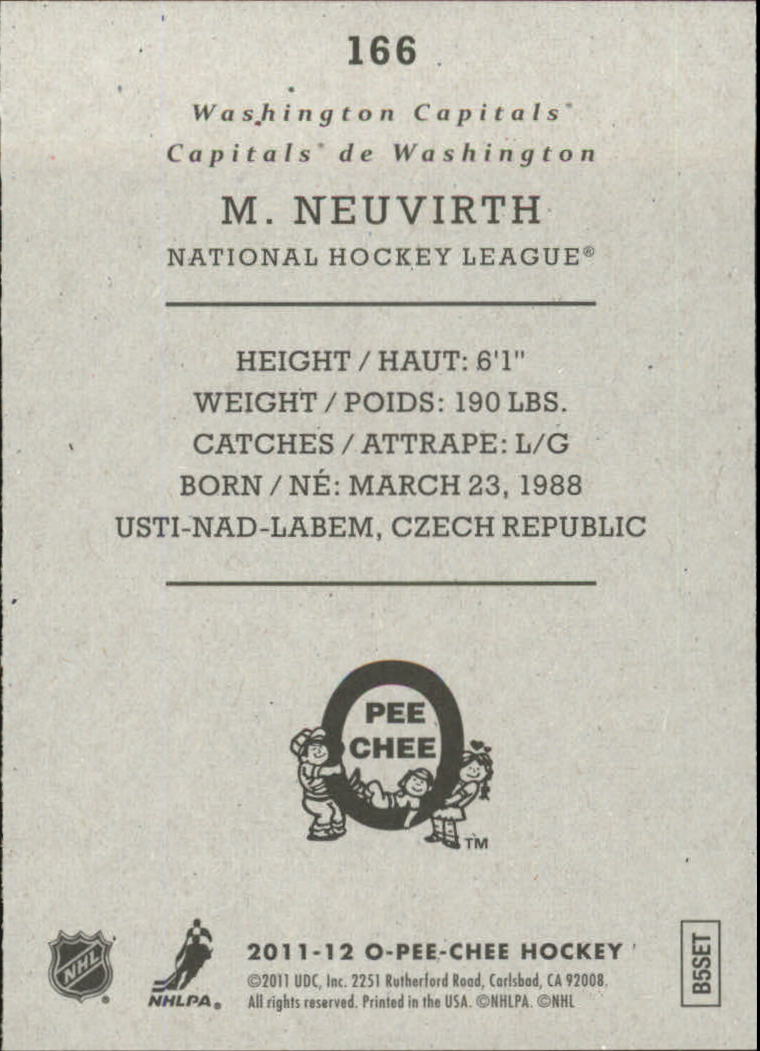 166
Washington Capitals®
Capitals® de Washington
M. NEUVIRTH
NATIONAL HOCKEY LEAGUE®
HEIGHT / HAUT: 6'1"
WEIGHT / POIDS: 190 LBS.
CATCHES / ATTRAPE: L/G
BORN / NÉ: MARCH 23, 1988
USTI-NAD-LABEM, CZECH REPUBLIC
O
PEE
CHEE
TM
NHL
®
NHLPA®
2011-12 O-PEE-CHEE HOCKEY
©2011 UDC, Inc. 2251 Rutherford Road, Carlsbad, CA 92008.
All rights reserved. Printed in the USA. ©NHLPA. ©NHL
B5SET